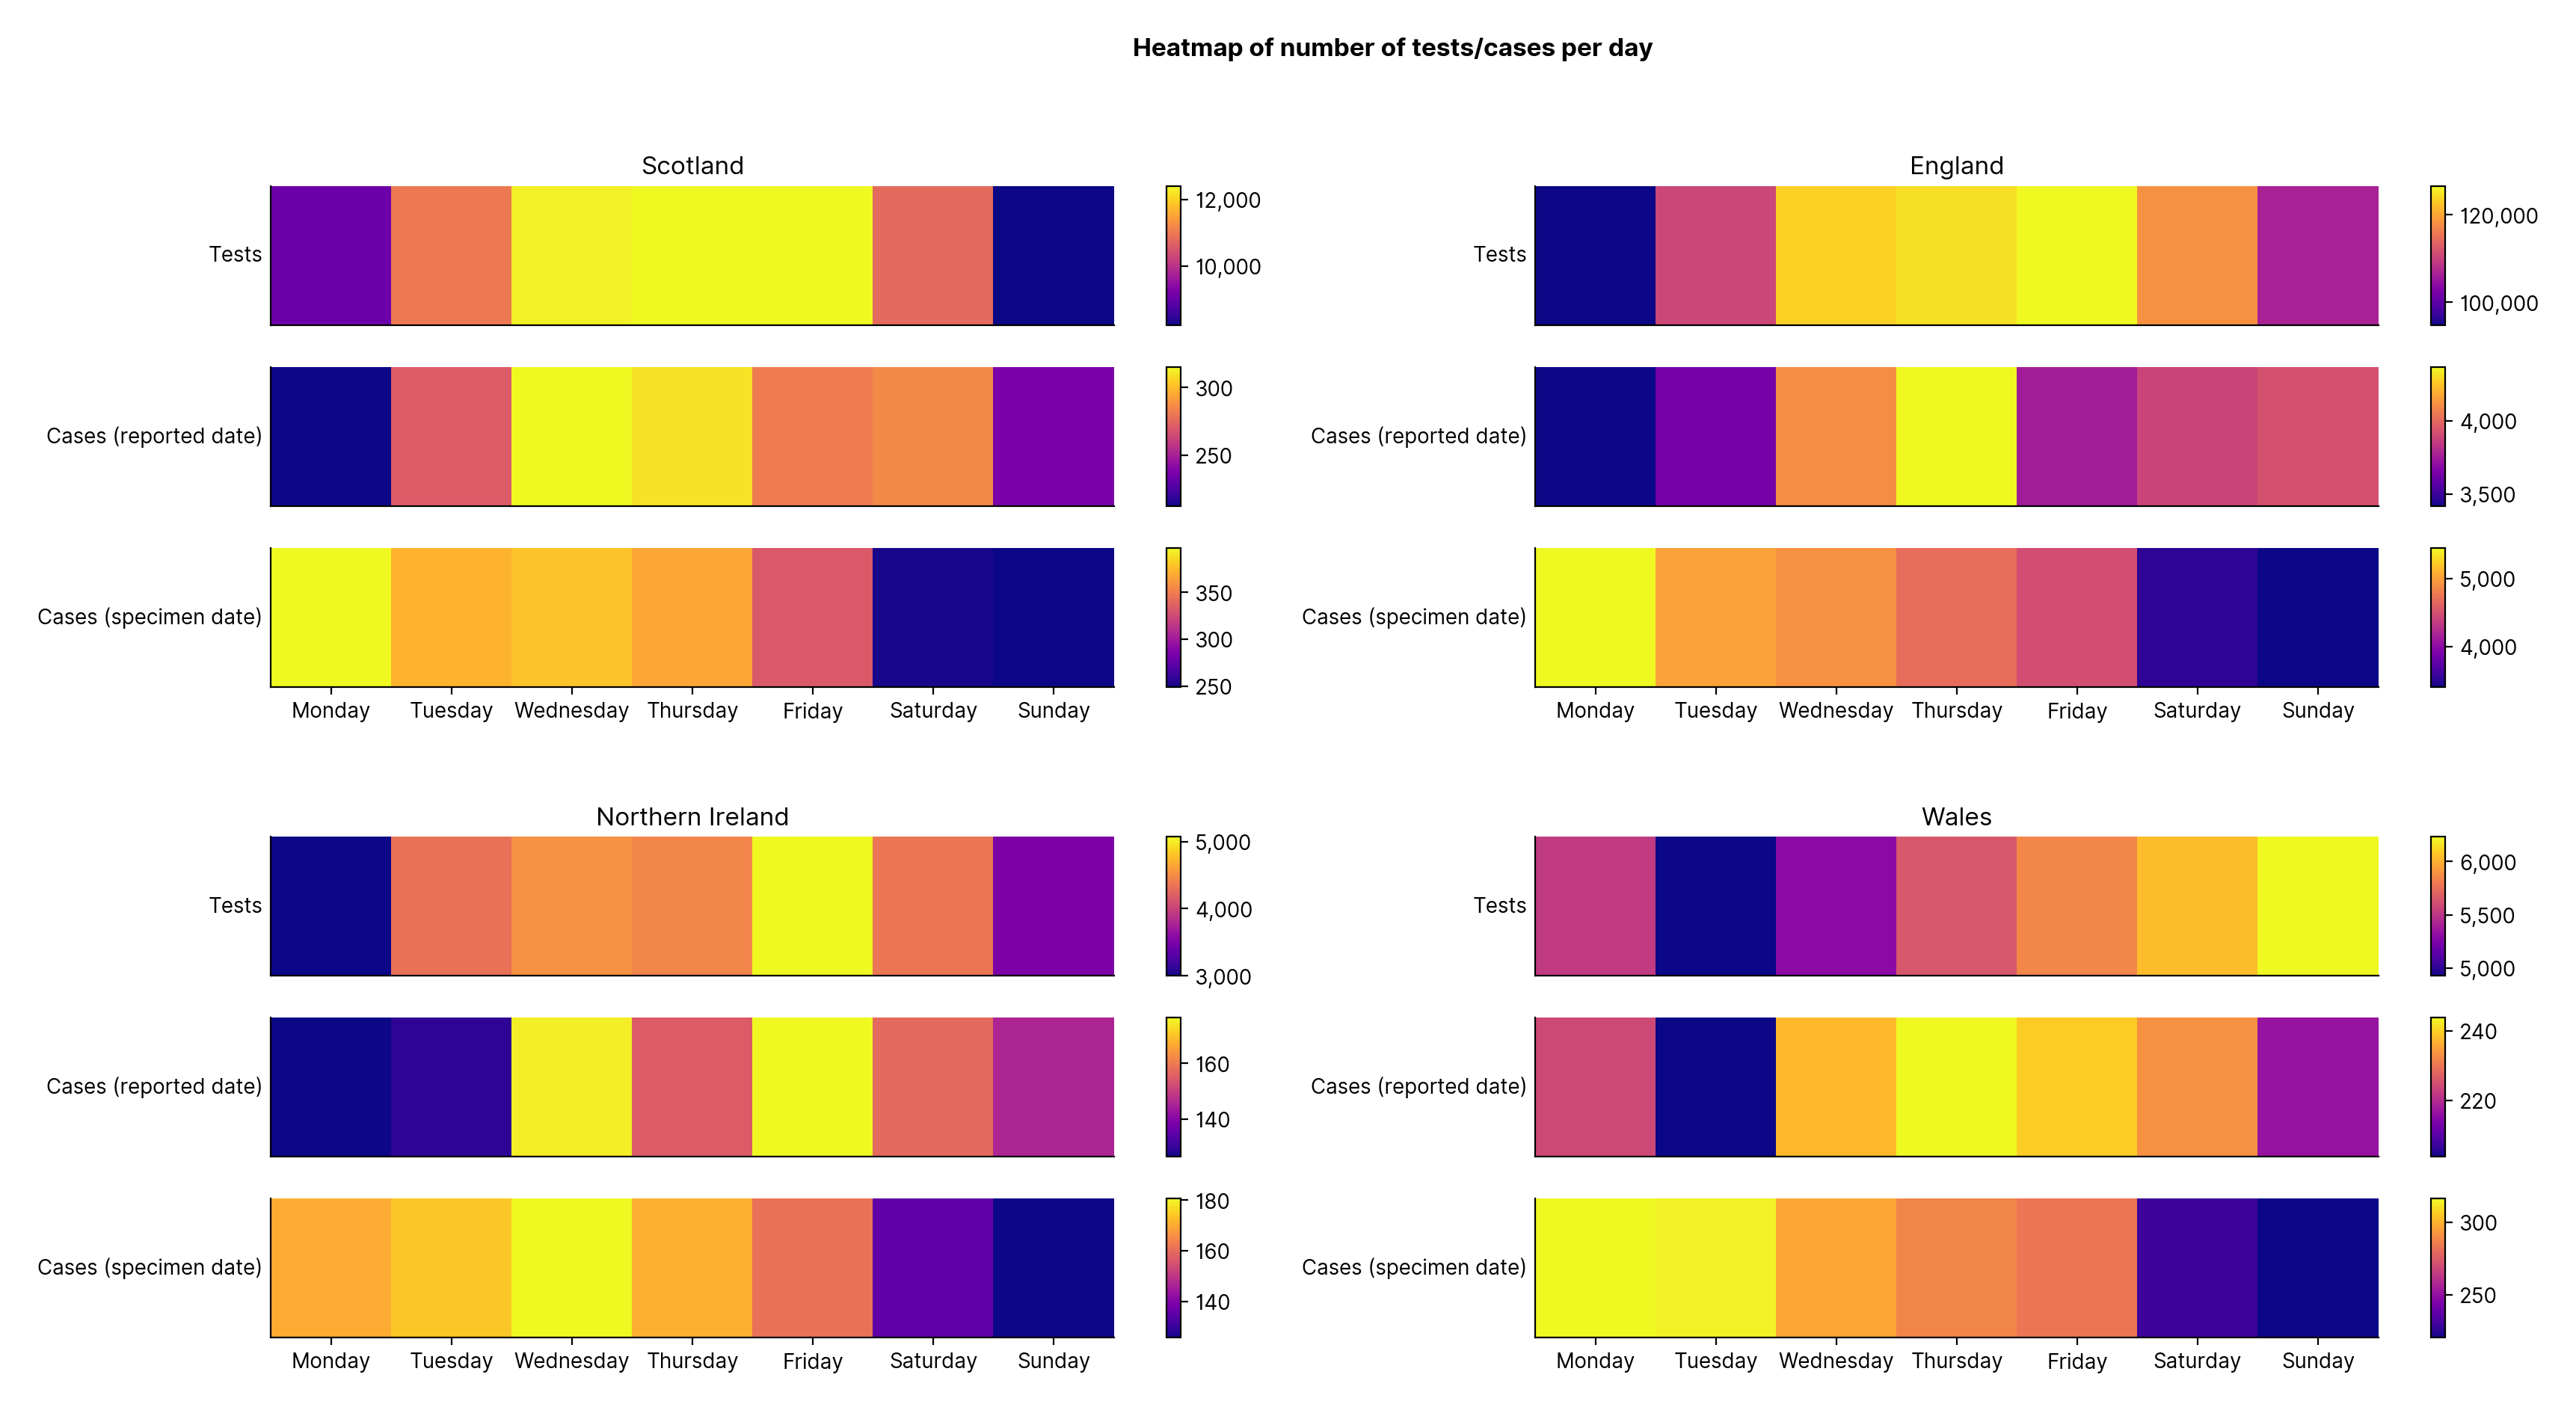 Heatmap of number of tests/cases per day
Scotland
Tests
12,000
10,000
Cases (reported date)
300
250
Cases (specimen date)
350
300
250
Monday Tuesday Wednesday Thursday Friday Saturday Sunday
England
Tests
120,000
100,000
Cases (reported date)
4,000
3,500
Cases (specimen date)
5,000
4,000
Monday Tuesday Wednesday Thursday Friday Saturday Sunday
Northern Ireland
Tests
5,000
4,000
3,000
Cases (reported date)
160
140
Cases (specimen date)
180
160
140
Monday Tuesday Wednesday Thursday Friday Saturday Sunday
Wales
Tests
6,000
5,500
5,000
Cases (reported date)
240
220
Cases (specimen date)
300
250
Monday Tuesday Wednesday Thursday Friday Saturday Sunday